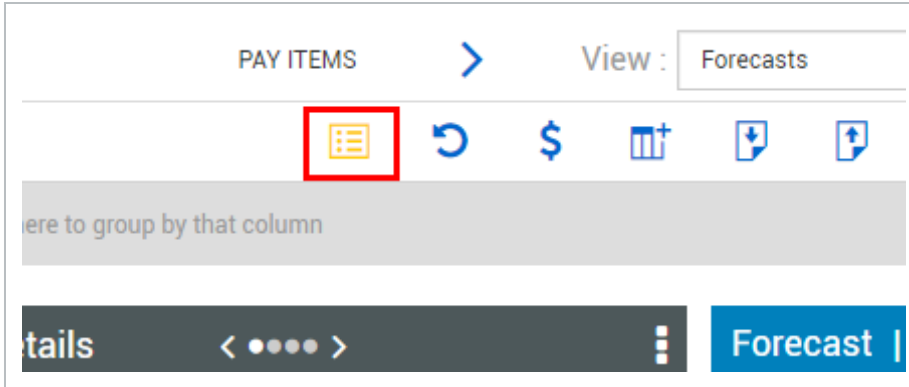 PAY ITEMS > View : Forecasts
$
ere to group by that column
etails < > Forecast |